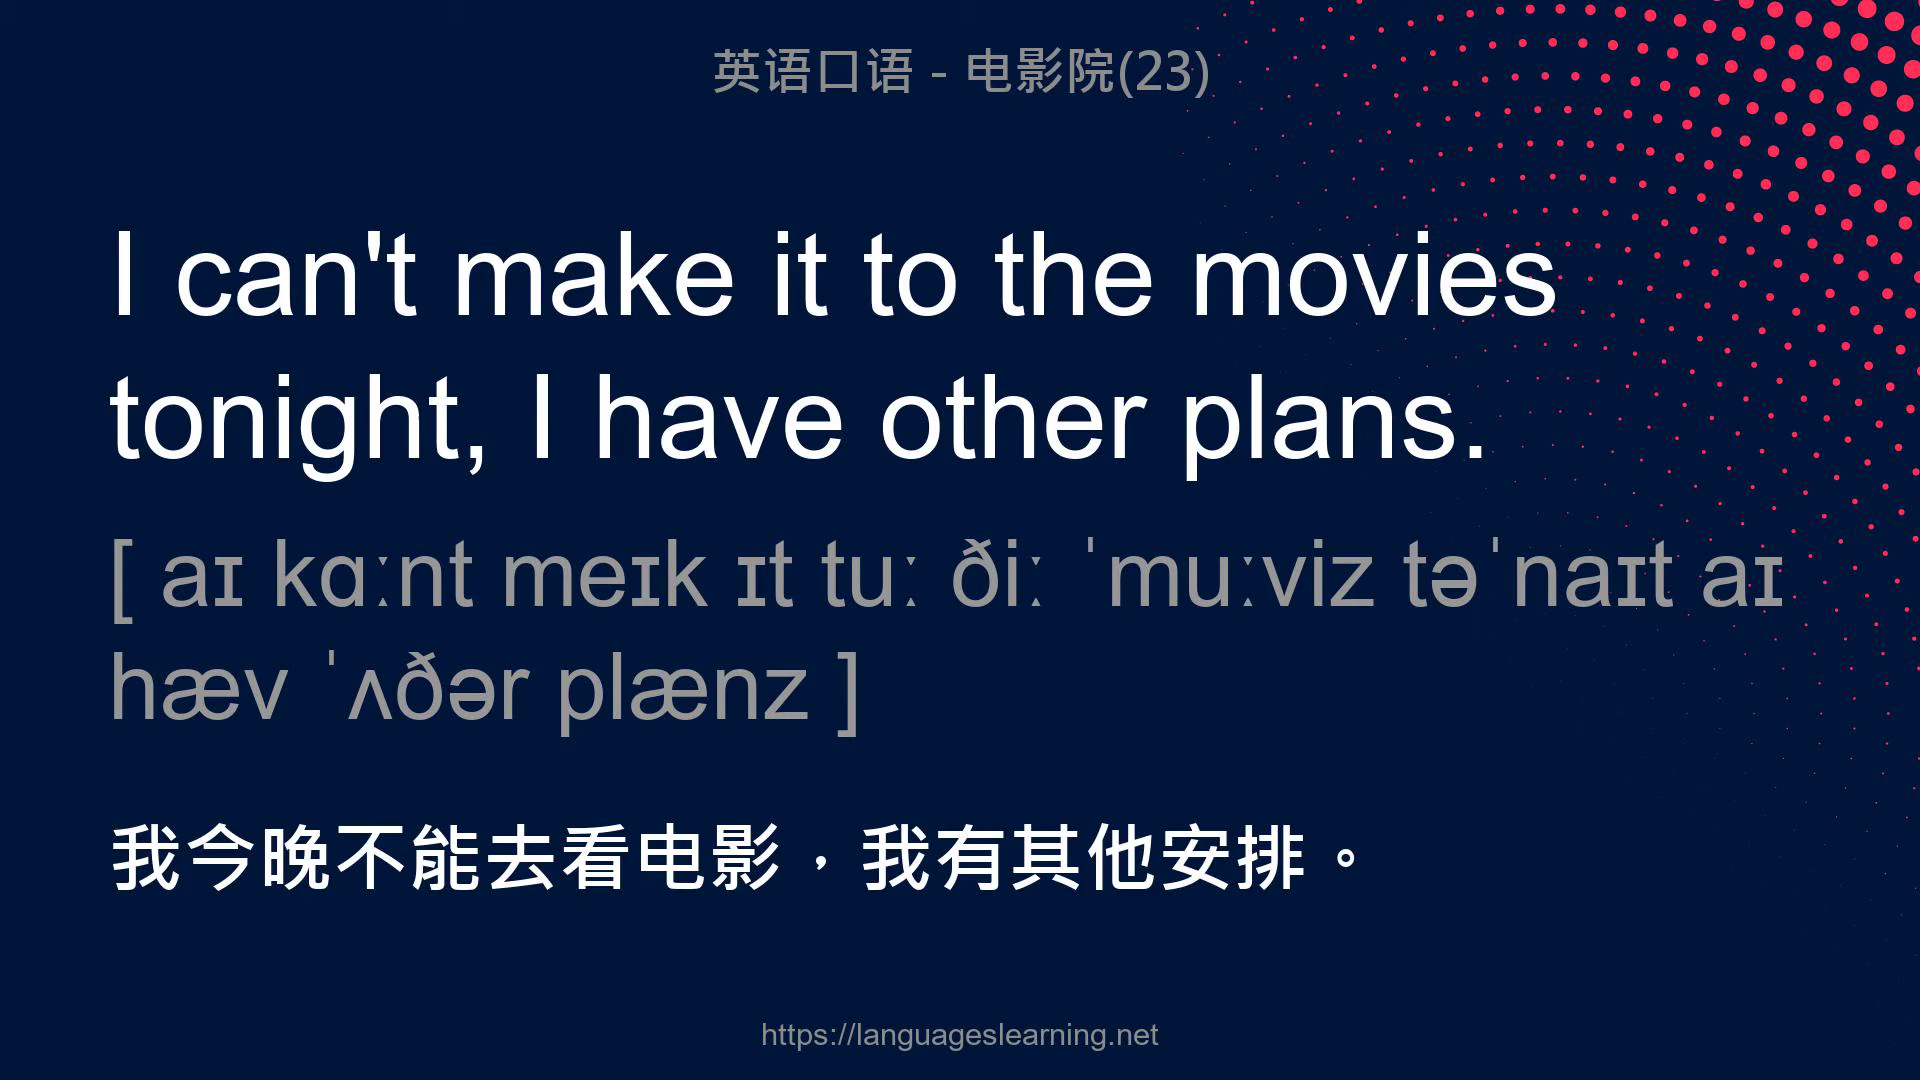 英语口语 - 电影院(23)
I can't make it to the movies
tonight, I have other plans.
[ aɪ kɑːnt meɪk ɪt tuː ðiː ˈmuːviz təˈnaɪt aɪ
hæv ˈʌðər plænz ]
我今晚不能去看电影，我有其他安排。
https://languageslearning.net